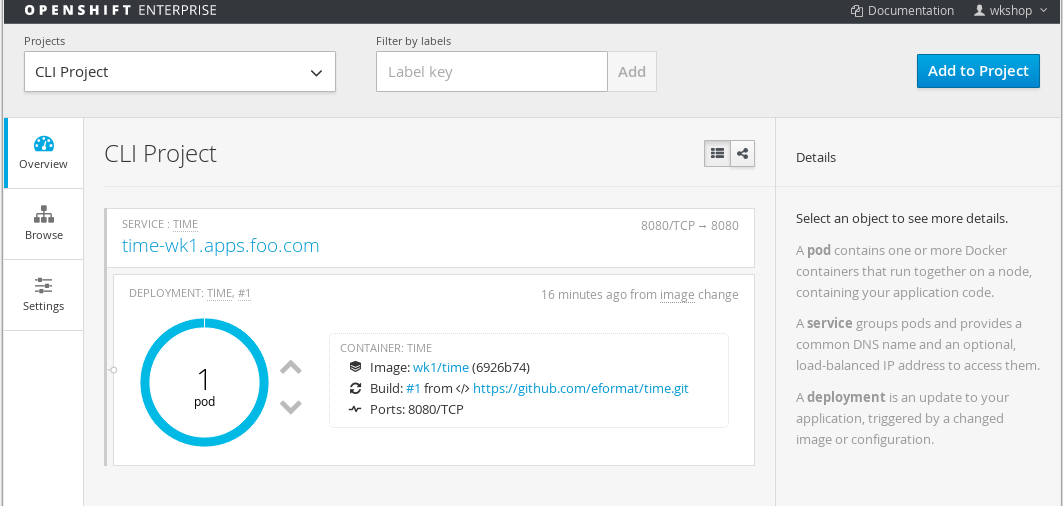 OPENSHIFT ENTERPRISE
Documentation
wkshop
Projects
Filter by labels
CLI Project
Label key
Add
Add to Project
Overview
Browse
Settings
CLI Project
SERVICE : TIME
8080/TCP → 8080
time-wk1.apps.foo.com
DEPLOYMENT: TIME, #1
16 minutes ago from image change
1
pod
CONTAINER: TIME
Image: wk1/time (6926b74)
Build: #1 from </> https://github.com/eformat/time.git
Ports: 8080/TCP
Details
Select an object to see more details.
A pod contains one or more Docker
containers that run together on a node,
containing your application code.
A service groups pods and provides a
common DNS name and an optional,
load-balanced IP address to access them.
A deployment is an update to your
application, triggered by a changed
image or configuration.